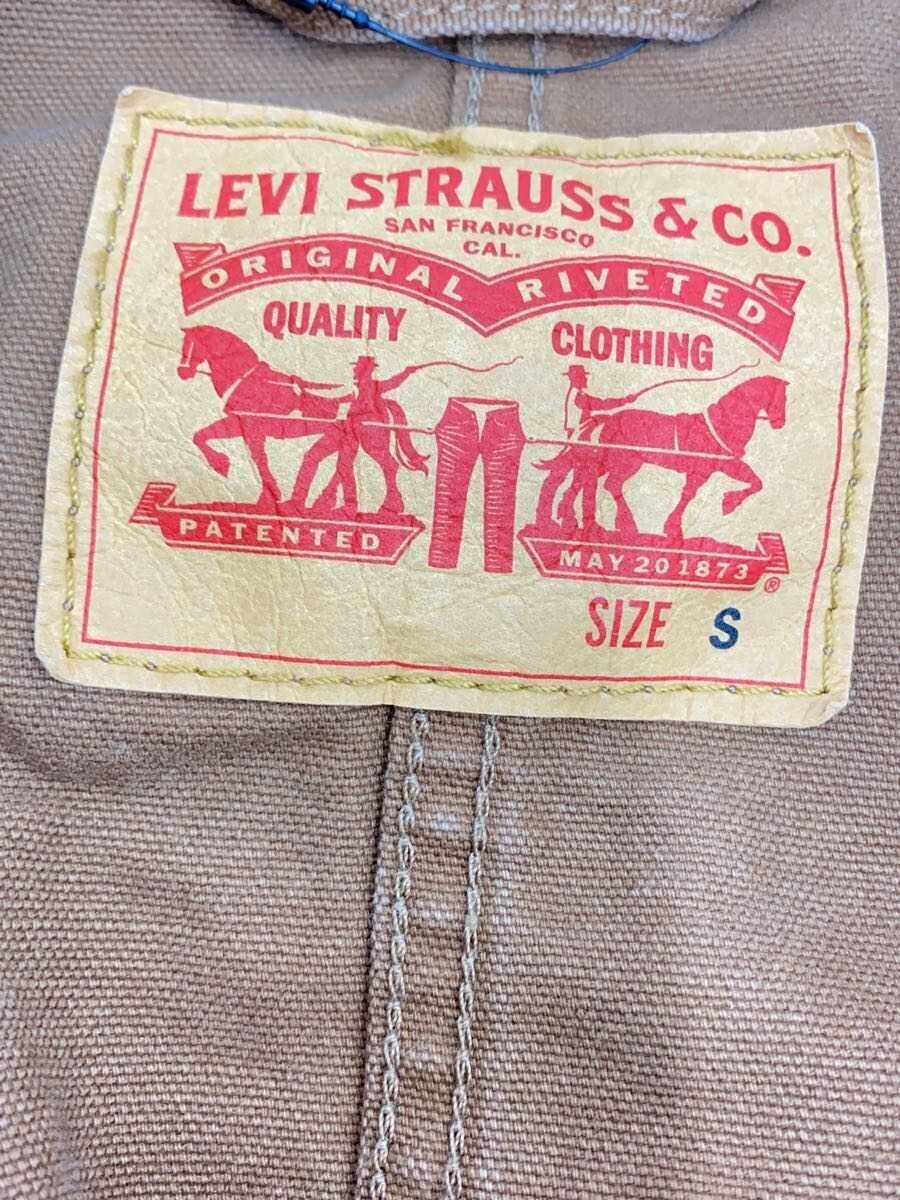 LEVI STRAUSS & CO.
SAN FRANCISCO
CAL.
ORIGINAL RIVETED
QUALITY CLOTHING
PATENTED
MAY 20 1873
®
SIZE S